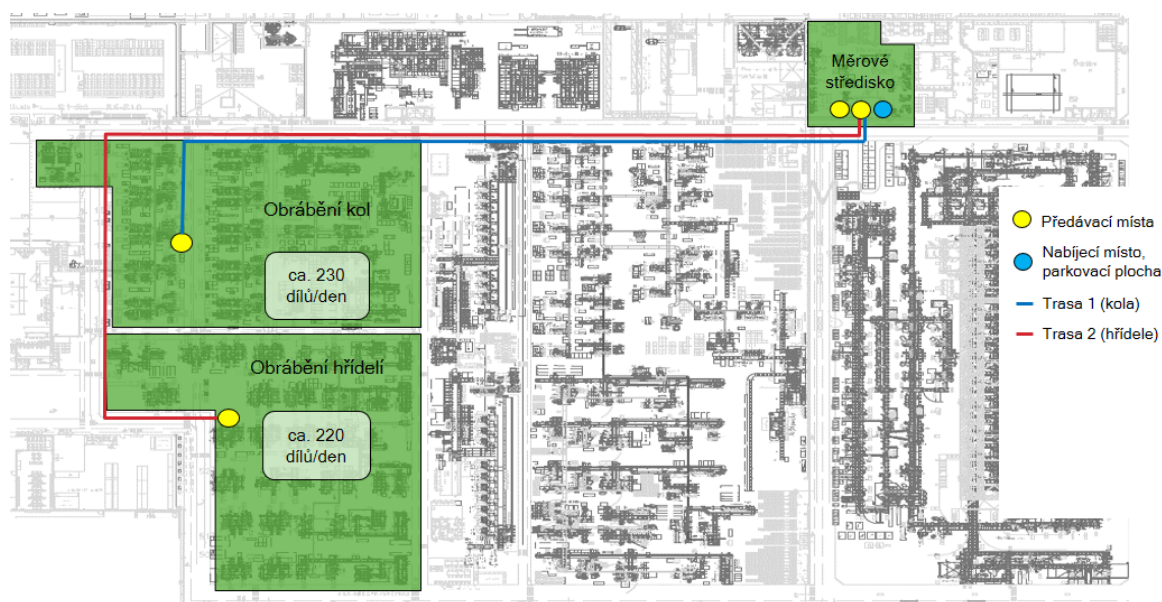 Měrové
středisko
Obrábění kol
ca. 230
dílů/den
Obrábění hřídelí
ca. 220
dílů/den
Předávací místa
Nabíjecí místo,
parkovací plocha
Trasa 1 (kola)
Trasa 2 (hřídele)